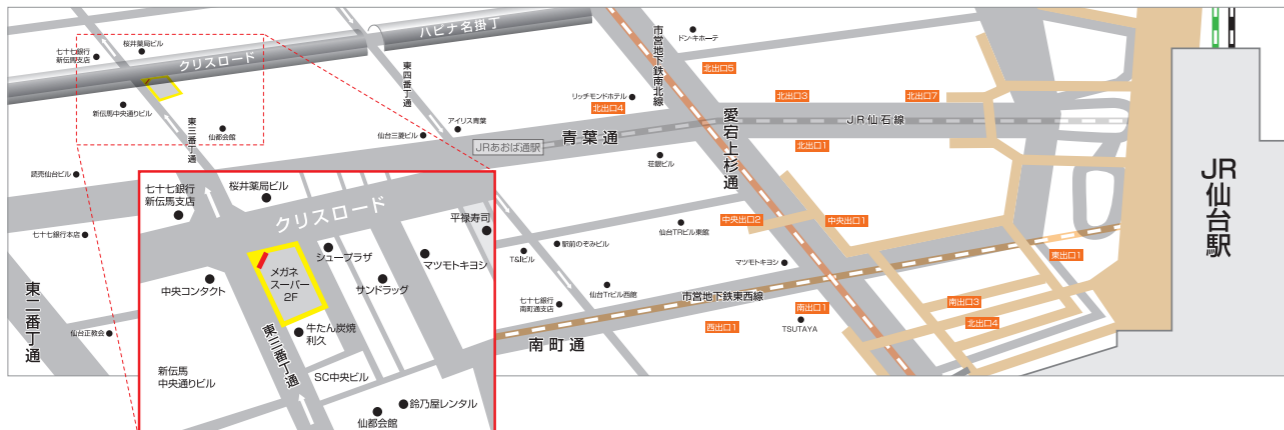 ハピナ名掛丁
クリスロード
七十七銀行
新伝馬支店
桜井薬局ビル
新伝馬中央通りビル
仙都会館
東三番丁通
東四番丁通
読売仙台ビル
七十七銀行本店
仙台正教会
東二番丁通
仙台三菱ビル
アイリス青葉
JRあおば通駅
青葉通
リッチモンドホテル
北出口4
市営地下鉄南北線
ドン・キホーテ
北出口5
北出口3
北出口7
JR仙石線
北出口1
愛宕上杉通
荘銀ビル
中央出口2
中央出口1
仙台TRビル東館
駅前のぞみビル
T&Iビル
マツモトキヨシ
仙台Trビル西館
七十七銀行
南町通支店
市営地下鉄東西線
南町通
西出口1
南出口1
TSUTAYA
東出口1
南出口3
北出口4
JR
仙台駅
七十七銀行
新伝馬支店
桜井薬局ビル
クリスロード
平禄寿司
シュープラザ
マツモトキヨシ
中央コンタクト
メガネ
スーパー
2F
サンドラッグ
牛たん炭焼
利久
東三番丁通
新伝馬
中央通りビル
SC中央ビル
鈴乃屋レンタル
仙都会館